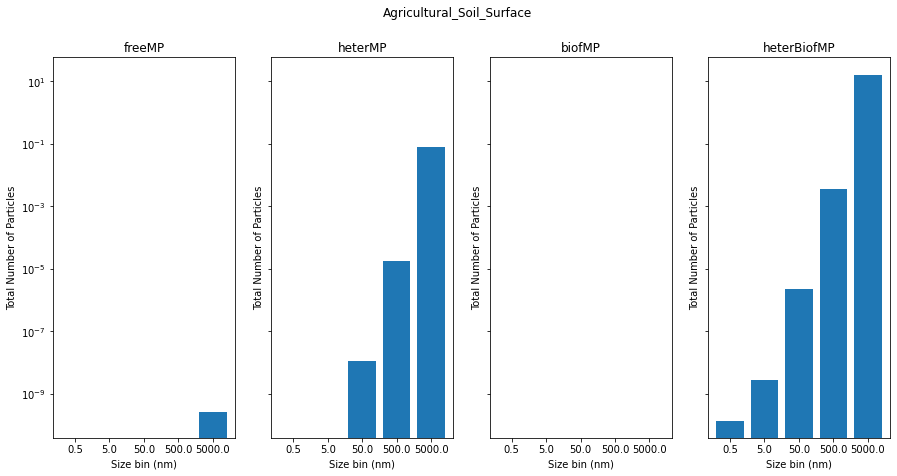 Agricultural_Soil_Surface
freeMP
heterMP
biofMP
heterBiofMP
Total Number of Particles
10^1
10^-1
10^-3
10^-5
10^-7
10^-9
0.5 5.0 50.0 500.0 5000.0
Size bin (nm)
Total Number of Particles
0.5 5.0 50.0 500.0 5000.0
Size bin (nm)
Total Number of Particles
0.5 5.0 50.0 500.0 5000.0
Size bin (nm)
Total Number of Particles
0.5 5.0 50.0 500.0 5000.0
Size bin (nm)